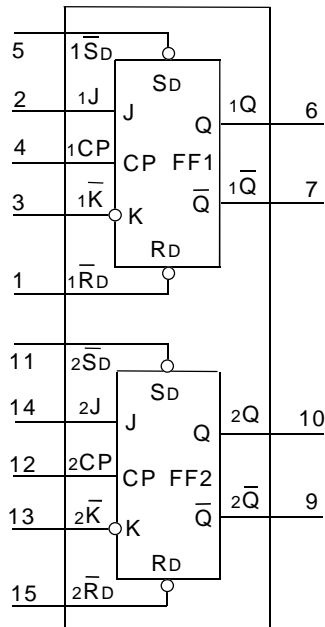 5 1S̅D
SD
2 1J J 1Q 6
Q
4 1CP CP FF1
3 1K̅ K Q̅ 1Q̅ 7
RD
1 1R̅D
11 2S̅D
SD
14 2J J 2Q 10
Q
12 2CP CP FF2
13 2K̅ K Q̅ 2Q̅ 9
RD
15 2R̅D